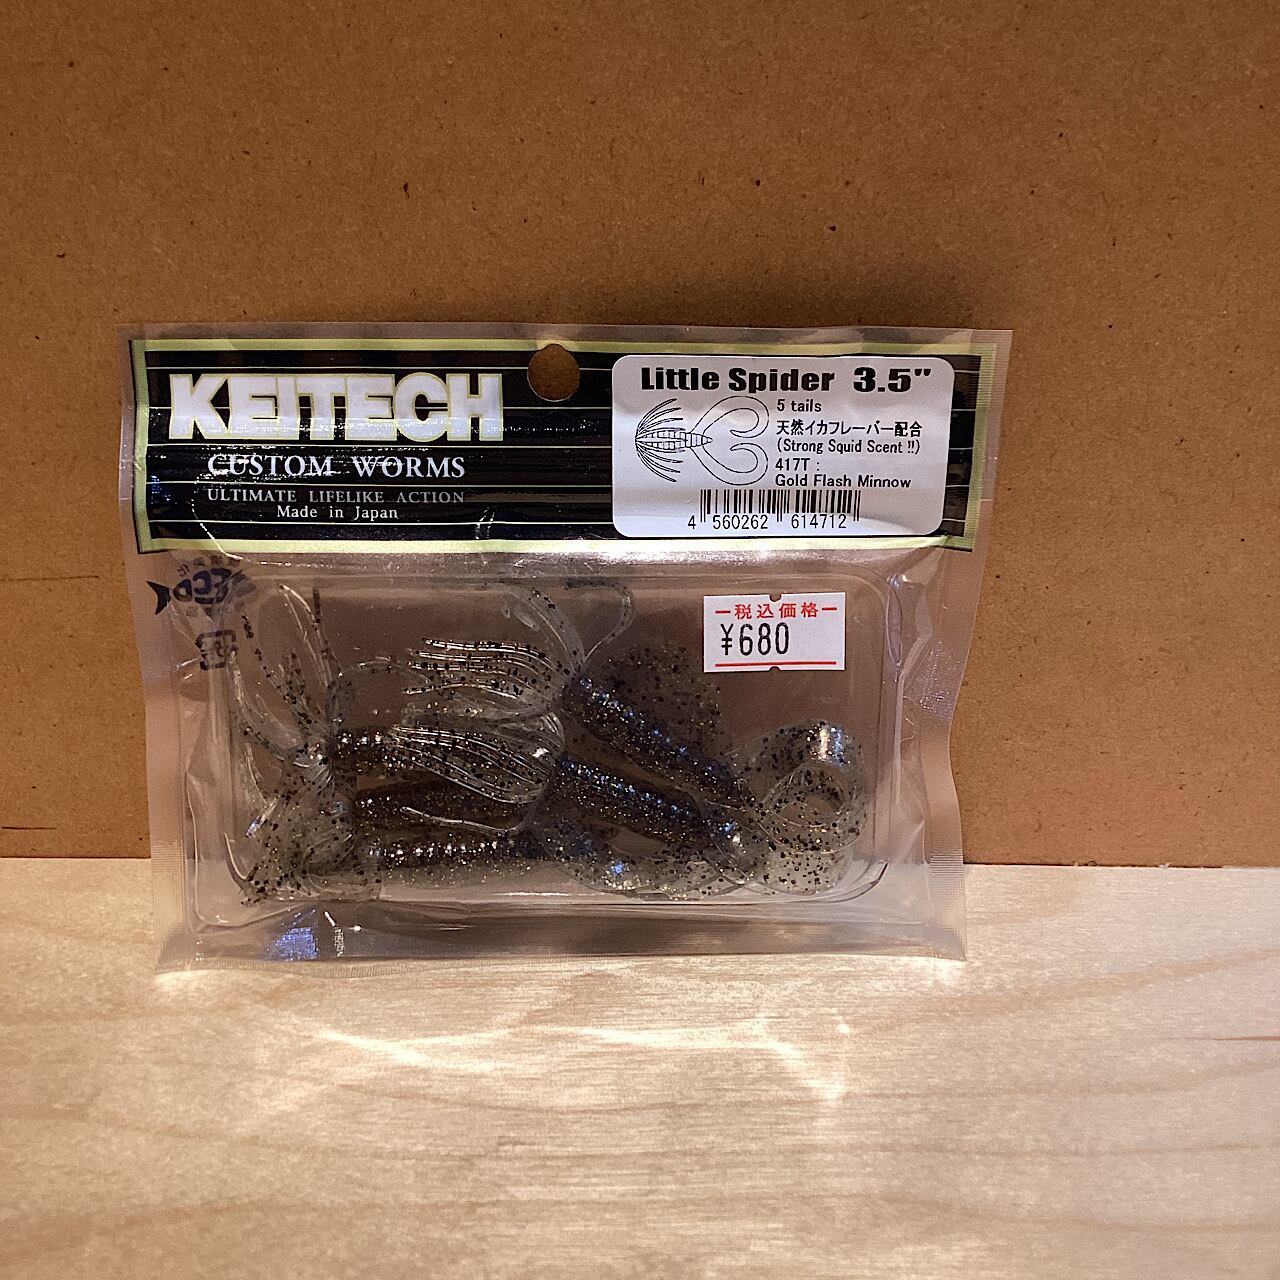 KEITECH
CUSTOM WORMS
ULTIMATE LIFELIKE ACTION
Made in Japan
Little Spider 3.5"
5 tails
天然イカフレーバー配合
(Strong Squid Scent !!)
417T :
Gold Flash Minnow
4 560262 614712
ECO
税込価格
¥680